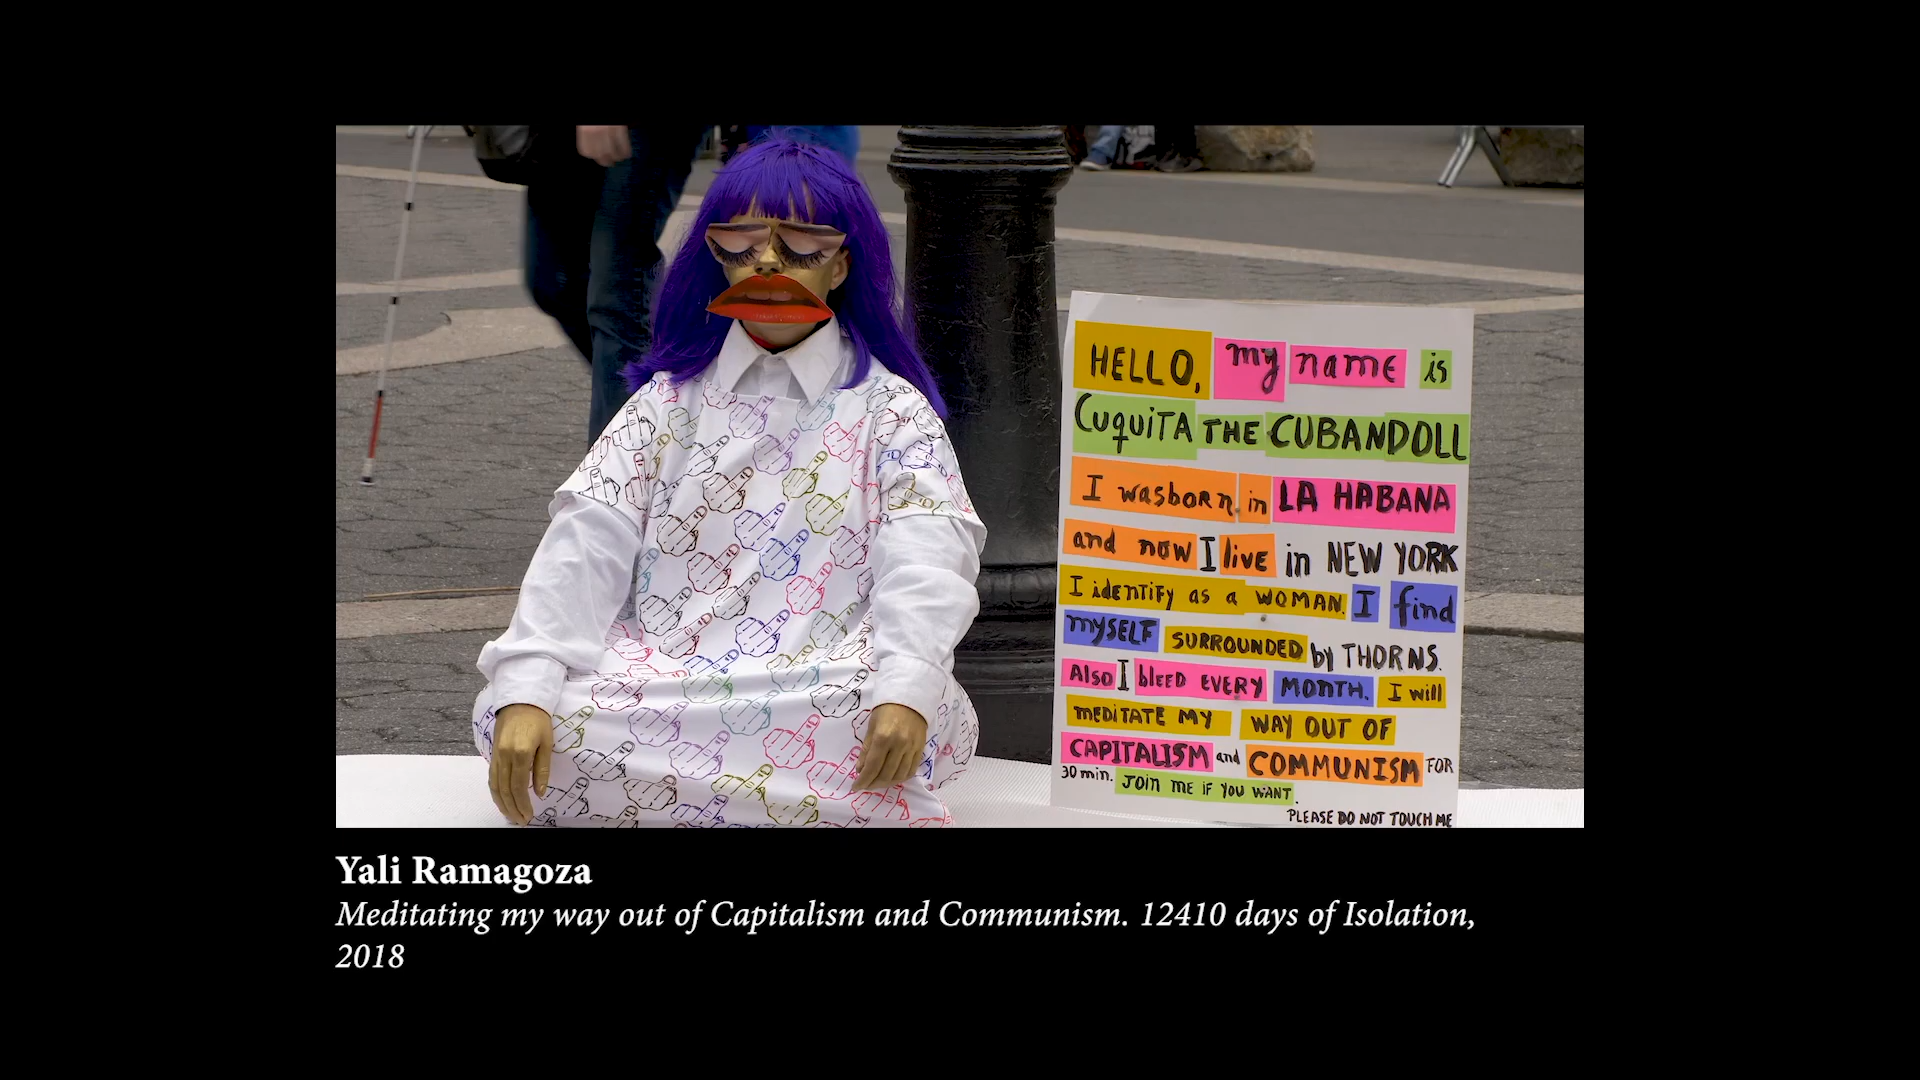 HELLO, my name is
CuquiTA THE CUBANDOLL
I wasborn in LA HABANA
and now I live in NEW YORK
I identify as a WOMAN. I find
mySELF SURROUNDED by THORNS.
Also I bleed EVERY MONTH. I will
mediTATE MY WAY OUT OF
CAPITALISM and COMMUNISM FOR
30 min. JOIN ME IF YOU WANT.
PLEASE DO NOT TOUCH ME
Yali Ramagoza
Meditating my way out of Capitalism and Communism. 12410 days of Isolation,
2018